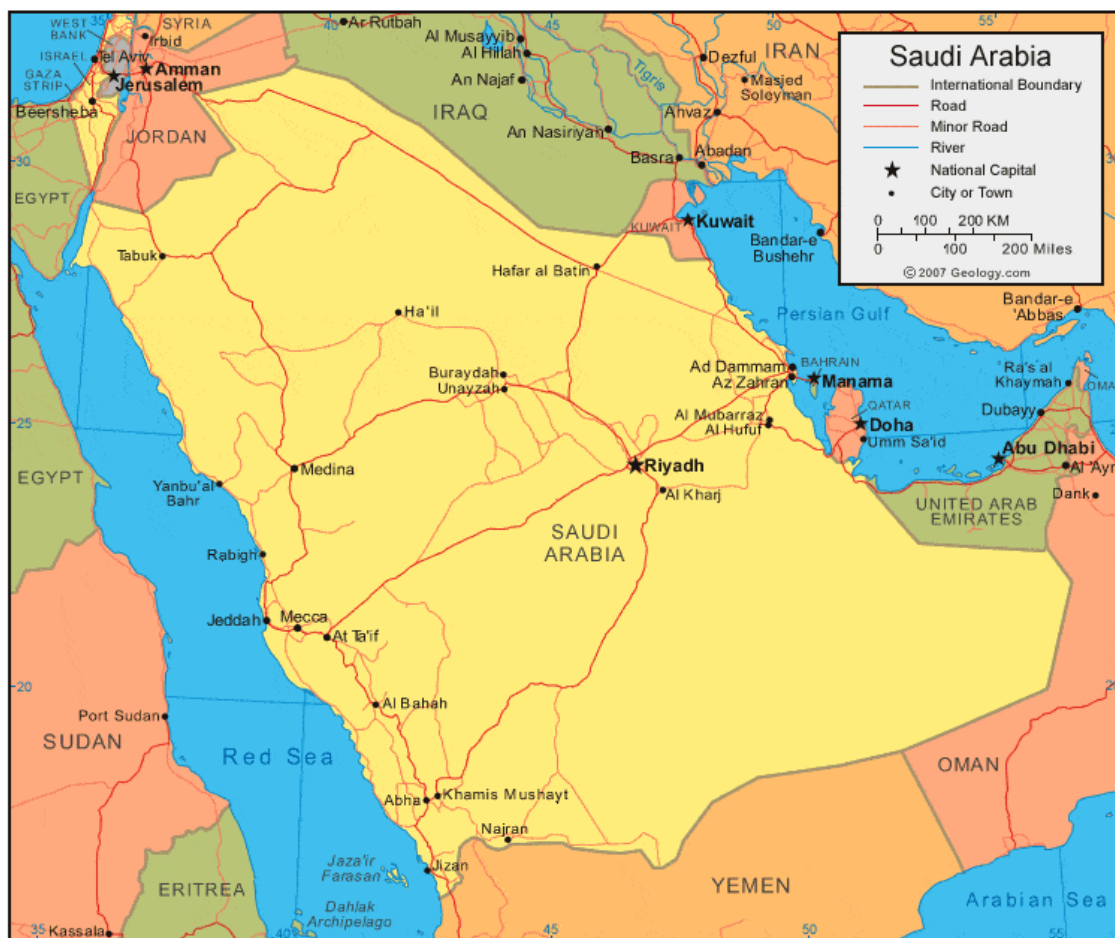 Saudi Arabia
International Boundary
Road
Minor Road
River
National Capital
City or Town
0 100 200 KM
0 100 200 Miles
© 2007 Geology.com
WEST
BANK
SYRIA
Irbid
ISRAEL
Tel Aviv
GAZA
STRIP
Amman
Jerusalem
Beersheba
JORDAN
EGYPT
40
Ar Rutbah
45
50
55
Al Musayyib
Al Hillah
An Najaf
Tigris
IRAQ
An Nasiriyah
Basra
IRAN
Dezful
Masjed
Soleyman
Ahvaz
Abadan
30
KUWAIT
Kuwait
Bandar-e
Bushehr
Tabuk
Hafar al Batin
Ha'il
Persian Gulf
Bandar-e
'Abbas
Buraydah
Unayzah
Ad Dammam
Az Zahran
BAHRAIN
Manama
Ra's al
Khaymah
OMA
Al Mubarraz
Al Hufuf
QATAR
Doha
Umm Sa'id
Dubayy
25
25
EGYPT
Medina
Riyadh
Abu Dhabi
Al 'Ayn
Yanbu'al
Bahr
Al Kharj
Dank
UNITED ARAB
EMIRATES
SAUDI
ARABIA
Rabigh
Jeddah
Mecca
At Ta'if
20
Al Bahah
Port Sudan
SUDAN
Red Sea
OMAN
Abha
Khamis Mushayt
Najran
Jaza'ir
Farasan
Jizan
Dahlak
Archipelago
ERITREA
YEMEN
Arabian Sea
35
Kassala
40
45
50
55